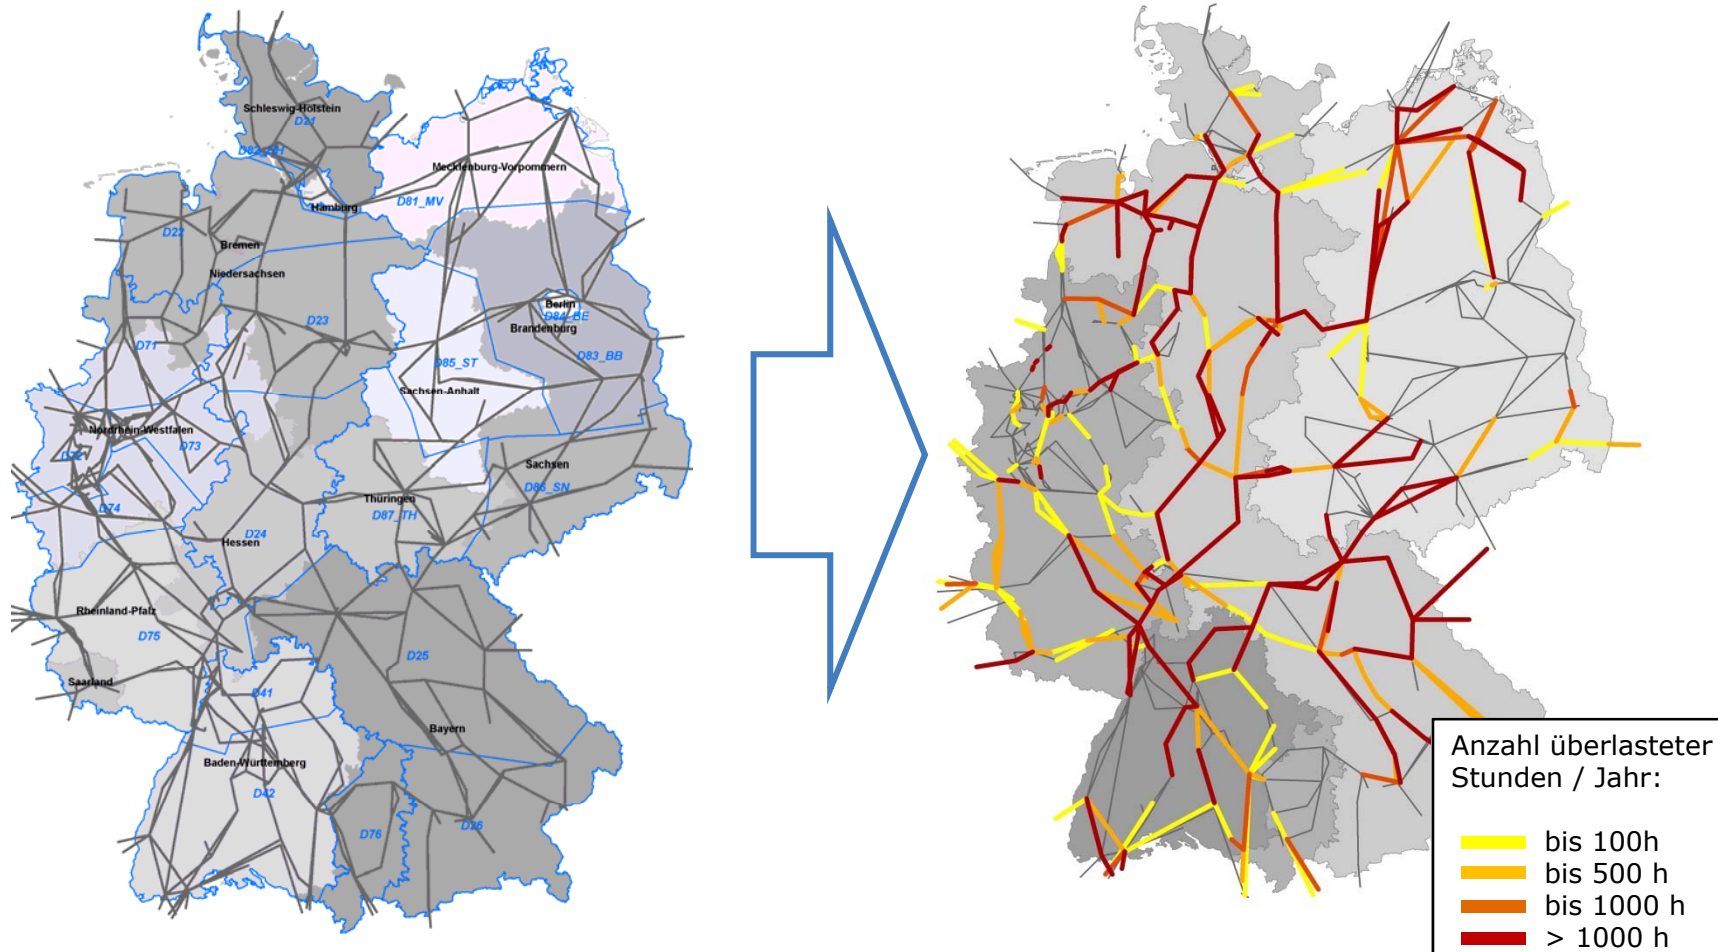 Schleswig-Holstein
D21
Mecklenburg-Vorpommern
D81_MV
Hamburg
D22
Bremen
Niedersachsen
D23
Berlin
D84_BE
Brandenburg
D83_BB
D71
D85_ST
Sachsen-Anhalt
Nordrhein-Westfalen
D73
D72
Sachsen
D86_SN
Thüringen
D87_TH
D74
D24
Hessen
Rheinland-Pfalz
D75
D25
Saarland
D41
Bayern
Baden-Württemberg
D42
D26
D76
Anzahl überlasteter
Stunden / Jahr:
bis 100h
bis 500 h
bis 1000 h
> 1000 h